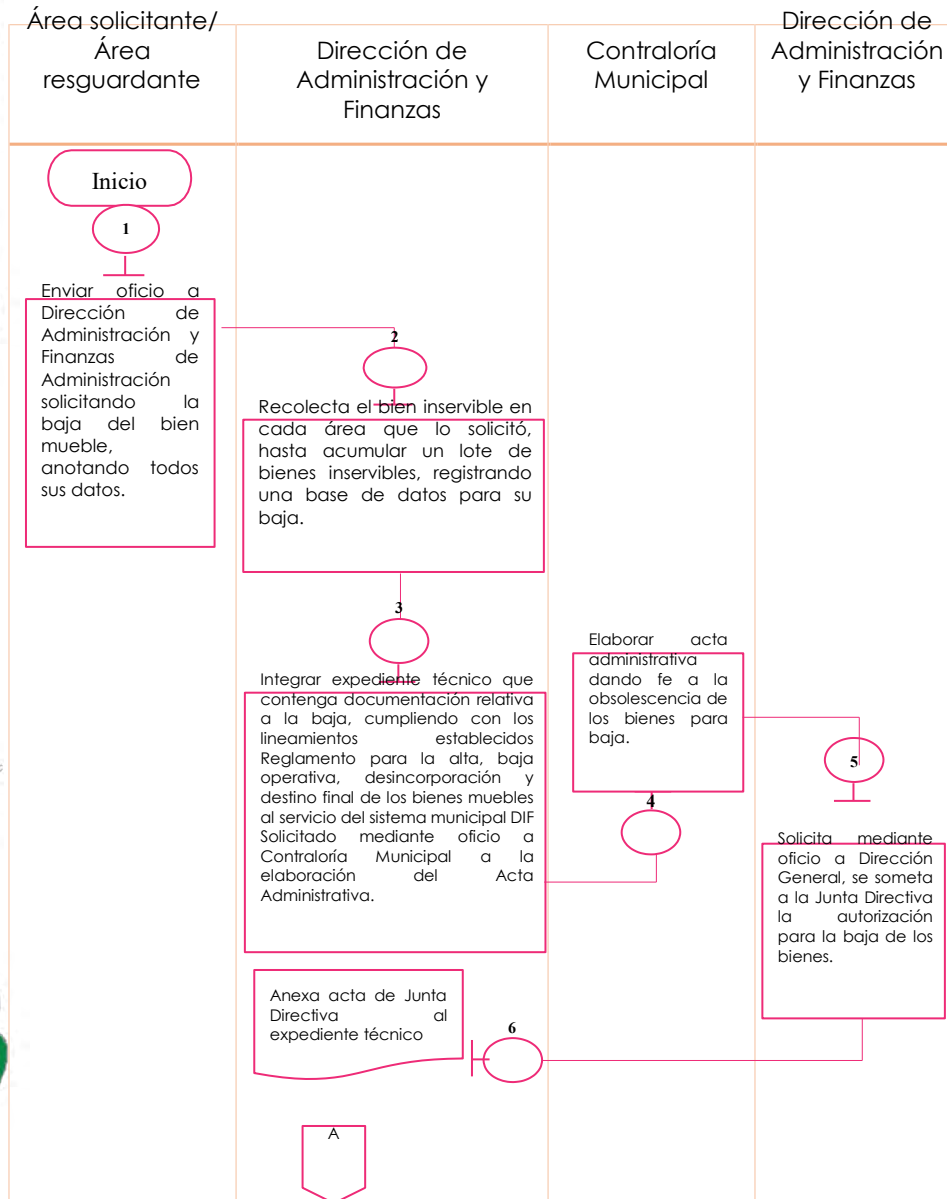 Área solicitante/
Área
resguardante
Dirección de
Administración y
Finanzas
Contraloría
Municipal
Dirección de
Administración
y Finanzas
Inicio
1
Enviar oficio a
Dirección de
Administración y
Finanzas de
Administración
solicitando la
baja del bien
mueble,
anotando todos
sus datos.
2
Recolecta el bien inservible en
cada área que lo solicitó,
hasta acumular un lote de
bienes inservibles, registrando
una base de datos para su
baja.
3
Integrar expediente técnico que
contenga documentación relativa
a la baja, cumpliendo con los
lineamientos establecidos
Reglamento para la alta, baja
operativa, desincorporación y
destino final de los bienes muebles
al servicio del sistema municipal DIF
Solicitado mediante oficio a
Contraloría Municipal a la
elaboración del Acta
Administrativa.
Elaborar acta
administrativa
dando fe a la
obsolescencia de
los bienes para
baja.
4
5
Solicita mediante
oficio a Dirección
General, se someta
a la Junta Directiva
la autorización
para la baja de los
bienes.
Anexa acta de Junta
Directiva al
expediente técnico
6
A